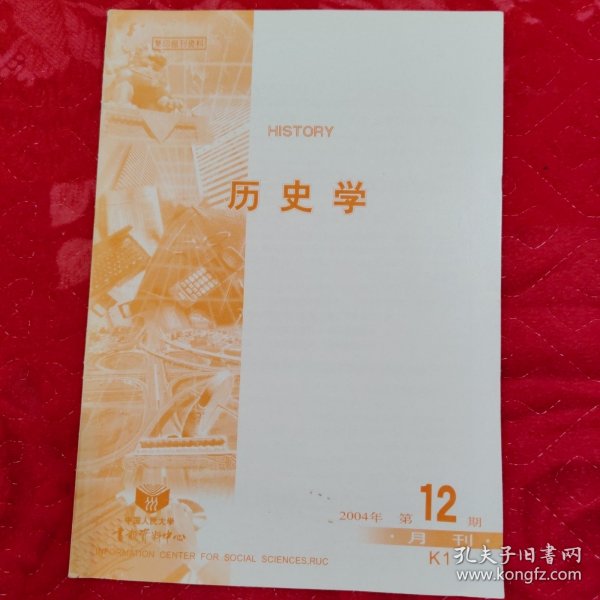 复印报刊资料
HISTORY
历史学
2004年 第12期
·月刊·
K1
中国人民大学
书报资料中心
INFORMATION CENTER FOR SOCIAL SCIENCES.RUC
孔夫子旧书网
www.kongfz.com